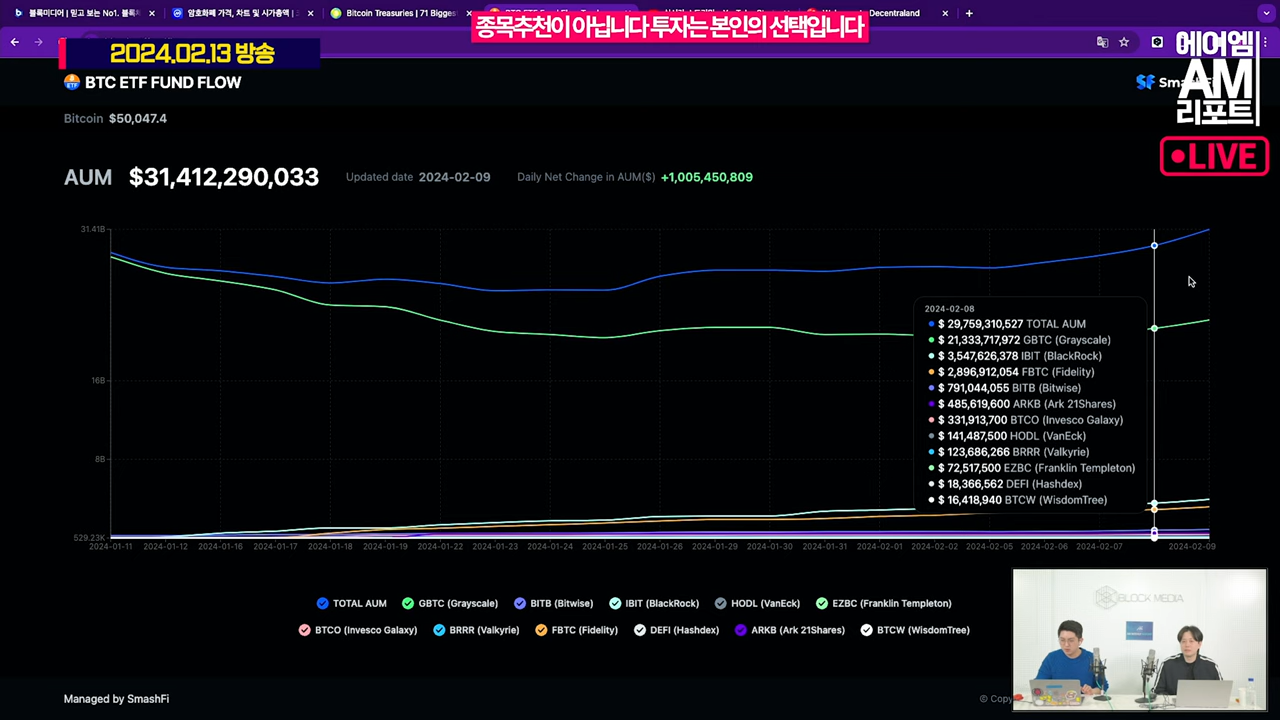 블록미디어 | 믿고 보는 No1. 블록체
암호화폐 가격, 차트 및 시가총액 |
Bitcoin Treasuries | 71 Bigges
Decentraland
종목추천이 아닙니다 투자는 본인의 선택입니다
2024.02.13 방송
에어엠
AM
리포트
LIVE
BTC ETF FUND FLOW
Bitcoin $50,047.4
AUM $31,412,290,033 Updated date 2024-02-09 Daily Net Change in AUM($) +1,005,450,809
31.41B
16B
8B
529.23K
2024-02-08
$ 29,759,310,527 TOTAL AUM
$ 21,333,717,972 GBTC (Grayscale)
$ 3,547,626,378 IBIT (BlackRock)
$ 2,896,912,054 FBTC (Fidelity)
$ 791,044,055 BITB (Bitwise)
$ 485,619,600 ARKB (Ark 21Shares)
$ 331,913,700 BTCO (Invesco Galaxy)
$ 141,487,500 HODL (VanEck)
$ 123,686,266 BRRR (Valkyrie)
$ 72,517,500 EZBC (Franklin Templeton)
$ 18,366,562 DEFI (Hashdex)
$ 16,418,940 BTCW (WisdomTree)
2024-01-11 2024-01-12 2024-01-16 2024-01-17 2024-01-18 2024-01-19 2024-01-22 2024-01-23 2024-01-24 2024-01-25 2024-01-26 2024-01-29 2024-01-30 2024-01-31 2024-02-01 2024-02-02 2024-02-05 2024-02-06 2024-02-07 2024-02-09
TOTAL AUM GBTC (Grayscale) BITB (Bitwise) IBIT (BlackRock) HODL (VanEck) EZBC (Franklin Templeton)
BTCO (Invesco Galaxy) BRRR (Valkyrie) FBTC (Fidelity) DEFI (Hashdex) ARKB (Ark 21Shares) BTCW (WisdomTree)
BLOCK MEDIA
Managed by SmashFi